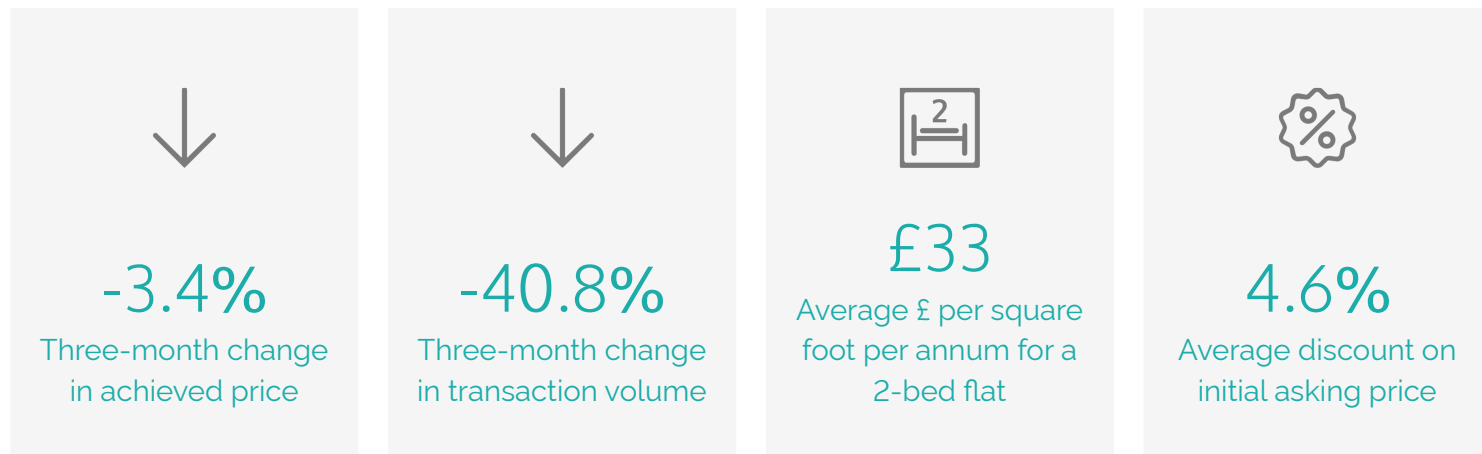 -3.4%
Three-month change
in achieved price
-40.8%
Three-month change
in transaction volume
2
£33
Average £ per square
foot per annum for a
2-bed flat
%
4.6%
Average discount on
initial asking price